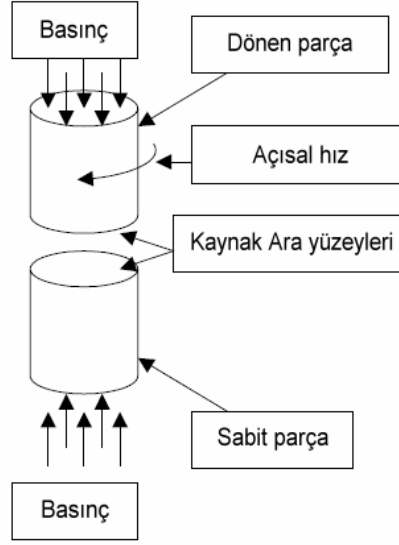 Basınç
Dönen parça
Açısal hız
Kaynak Ara yüzeyleri
Sabit parça
Basınç